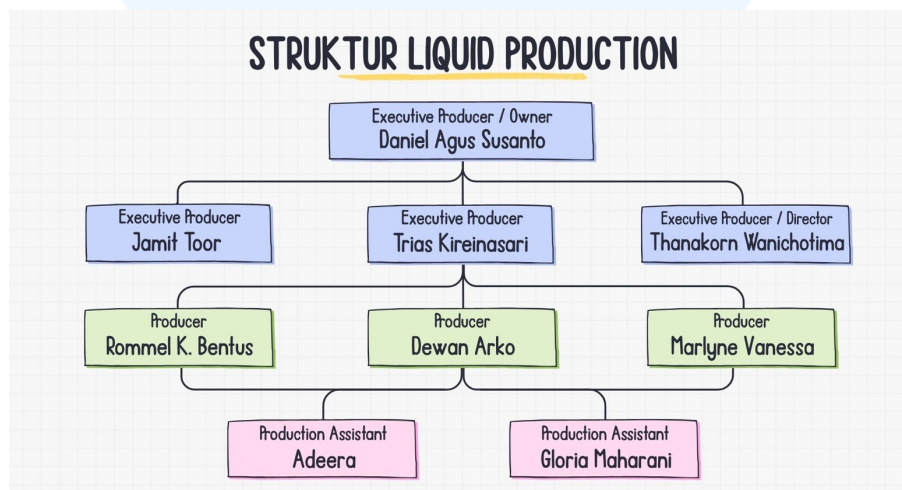 STRUKTUR LIQUID PRODUCTION
Executive Producer / Owner
Daniel Agus Susanto
Executive Producer
Jamit Toor
Executive Producer
Trias Kireinasari
Executive Producer / Director
Thanakorn Wanichotima
Producer
Rommel K. Bentus
Producer
Dewan Arko
Producer
Marlyne Vanessa
Production Assistant
Adeera
Production Assistant
Gloria Maharani